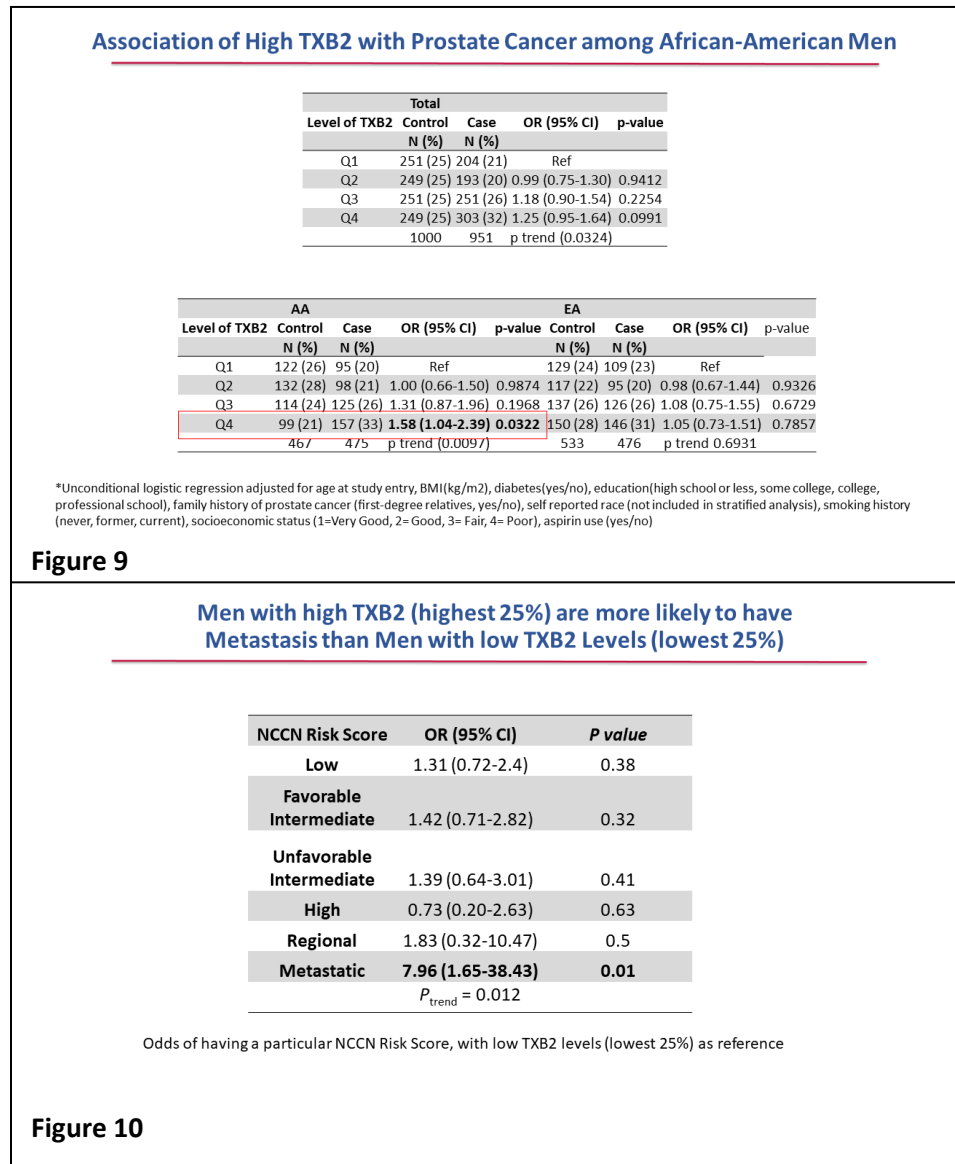 Association of High TXB2 with Prostate Cancer among African-American Men
Total
Level of TXB2 Control Case OR (95% CI) p-value
N (%) N (%)
Q1 251 (25) 204 (21) Ref
Q2 249 (25) 193 (20) 0.99 (0.75-1.30) 0.9412
Q3 251 (25) 251 (26) 1.18 (0.90-1.54) 0.2254
Q4 249 (25) 303 (32) 1.25 (0.95-1.64) 0.0991
1000 951 p trend (0.0324)
AA EA
Level of TXB2 Control Case OR (95% CI) p-value Control Case OR (95% CI) p-value
N (%) N (%) N (%) N (%)
Q1 122 (26) 95 (20) Ref 129 (24) 109 (23) Ref
Q2 132 (28) 98 (21) 1.00 (0.66-1.50) 0.9874 117 (22) 95 (20) 0.98 (0.67-1.44) 0.9326
Q3 114 (24) 125 (26) 1.31 (0.87-1.96) 0.1968 137 (26) 126 (26) 1.08 (0.75-1.55) 0.6729
Q4 99 (21) 157 (33) 1.58 (1.04-2.39) 0.0322 150 (28) 146 (31) 1.05 (0.73-1.51) 0.7857
467 475 p trend (0.0097) 533 476 p trend 0.6931
*Unconditional logistic regression adjusted for age at study entry, BMI(kg/m2), diabetes(yes/no), education(high school or less, some college, college,
professional school), family history of prostate cancer (first-degree relatives, yes/no), self reported race (not included in stratified analysis), smoking history
(never, former, current), socioeconomic status (1=Very Good, 2= Good, 3= Fair, 4= Poor), aspirin use (yes/no)
Figure 9
Men with high TXB2 (highest 25%) are more likely to have
Metastasis than Men with low TXB2 Levels (lowest 25%)
NCCN Risk Score OR (95% CI) P value
Low 1.31 (0.72-2.4) 0.38
Favorable
Intermediate 1.42 (0.71-2.82) 0.32
Unfavorable
Intermediate 1.39 (0.64-3.01) 0.41
High 0.73 (0.20-2.63) 0.63
Regional 1.83 (0.32-10.47) 0.5
Metastatic 7.96 (1.65-38.43) 0.01
Ptrend = 0.012
Odds of having a particular NCCN Risk Score, with low TXB2 levels (lowest 25%) as reference
Figure 10